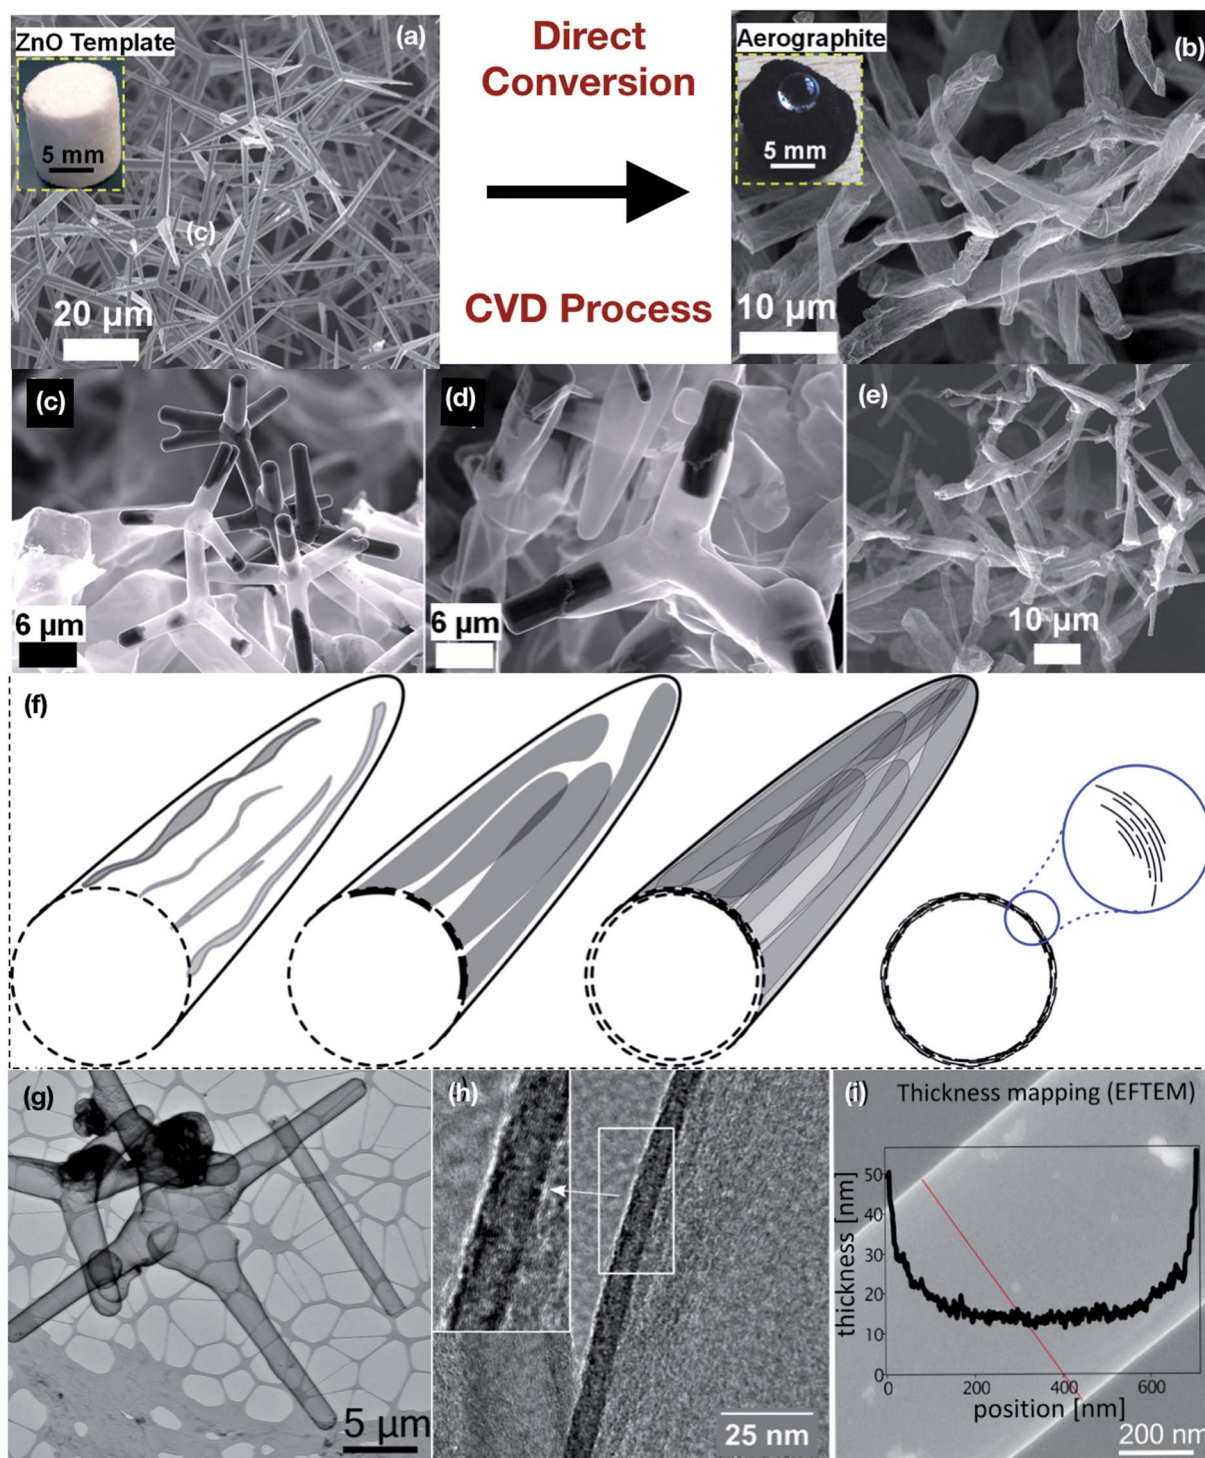 ZnO Template
(a)
5 mm
(c)
20 μm
Direct
Conversion
CVD Process
Aerographite
(b)
5 mm
10 μm
(c)
6 μm
(d)
6 μm
(e)
10 μm
(f)
(g)
5 μm
(h)
25 nm
(i) Thickness mapping (EFTEM)
thickness [nm]
50
40
30
20
10
0
0 200 400 600
position [nm]
200 nm